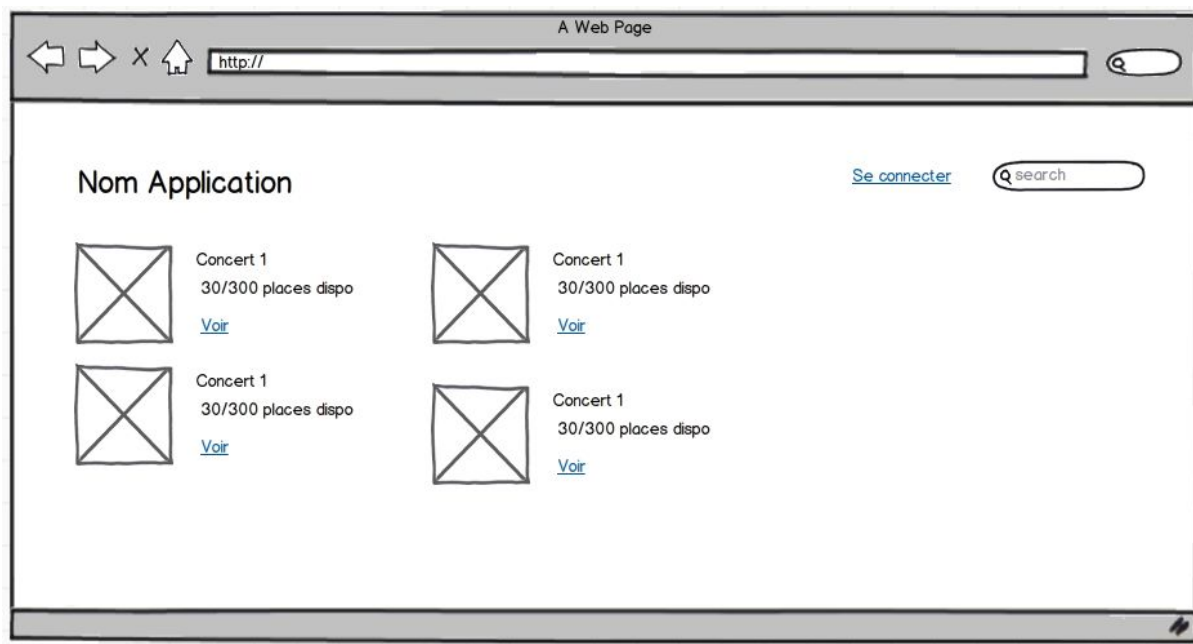 A Web Page
http://
Nom Application
Se connecter
search
Concert 1
30/300 places dispo
Voir
Concert 1
30/300 places dispo
Voir
Concert 1
30/300 places dispo
Voir
Concert 1
30/300 places dispo
Voir